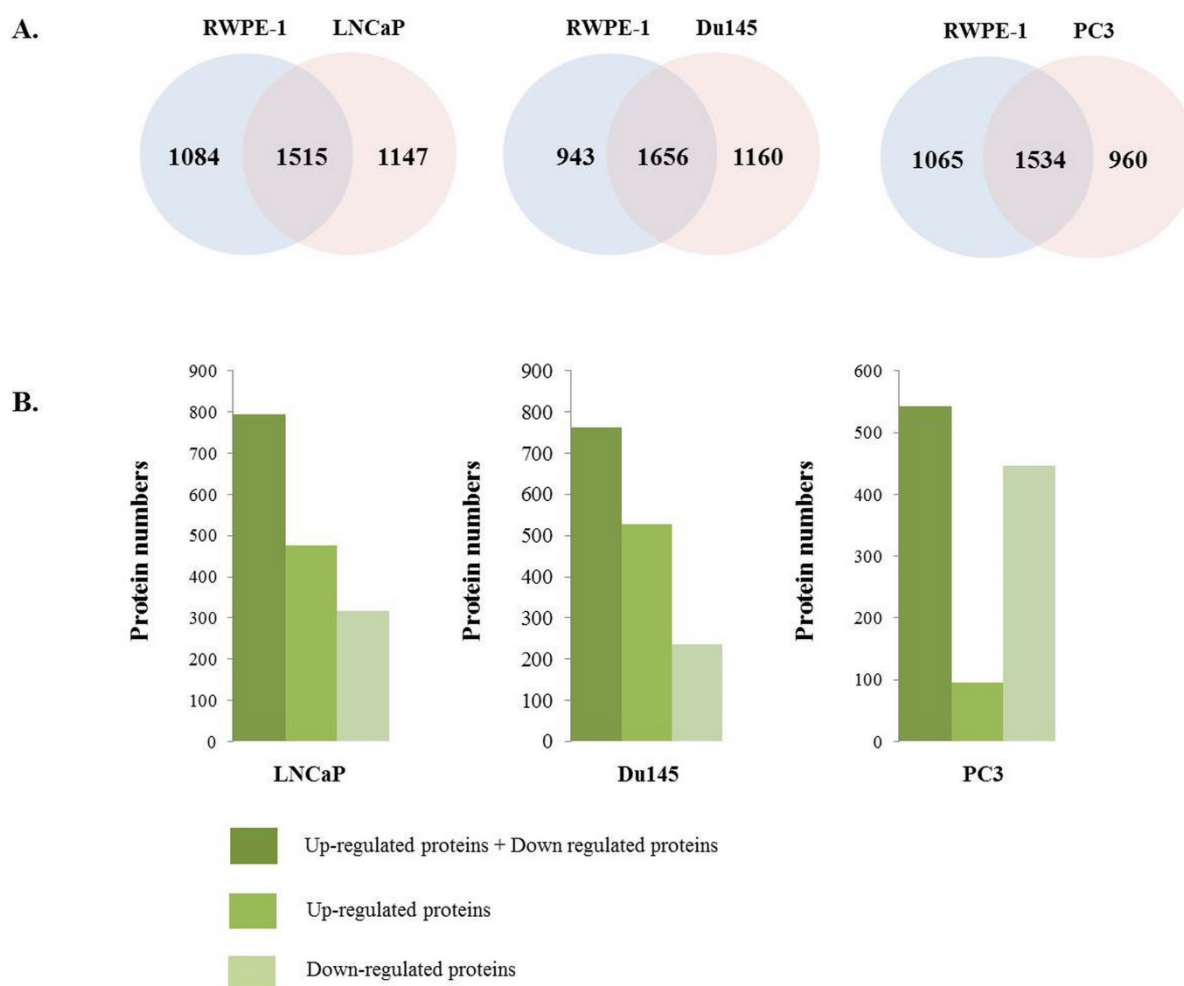 A.
RWPE-1 LNCaP
1084 1515 1147
RWPE-1 Du145
943 1656 1160
RWPE-1 PC3
1065 1534 960
B.
Protein numbers
900
800
700
600
500
400
300
200
100
0
LNCaP
Protein numbers
900
800
700
600
500
400
300
200
100
0
Du145
Protein numbers
600
500
400
300
200
100
0
PC3
Up-regulated proteins + Down regulated proteins
Up-regulated proteins
Down-regulated proteins